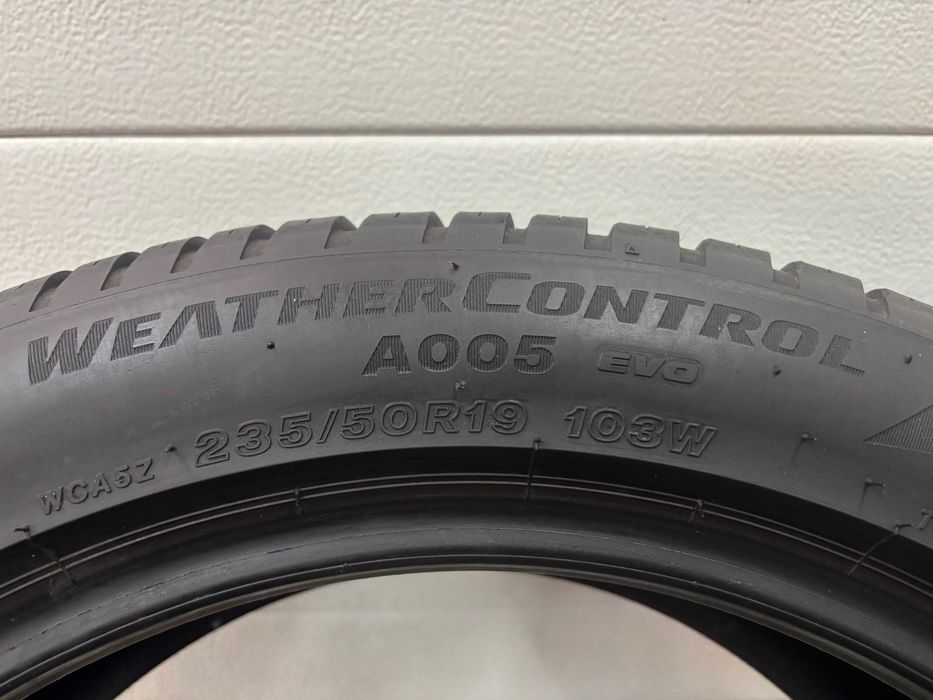 WEATHERCONTROL
A005 EVO
235/50R19 103W
WCA5Z